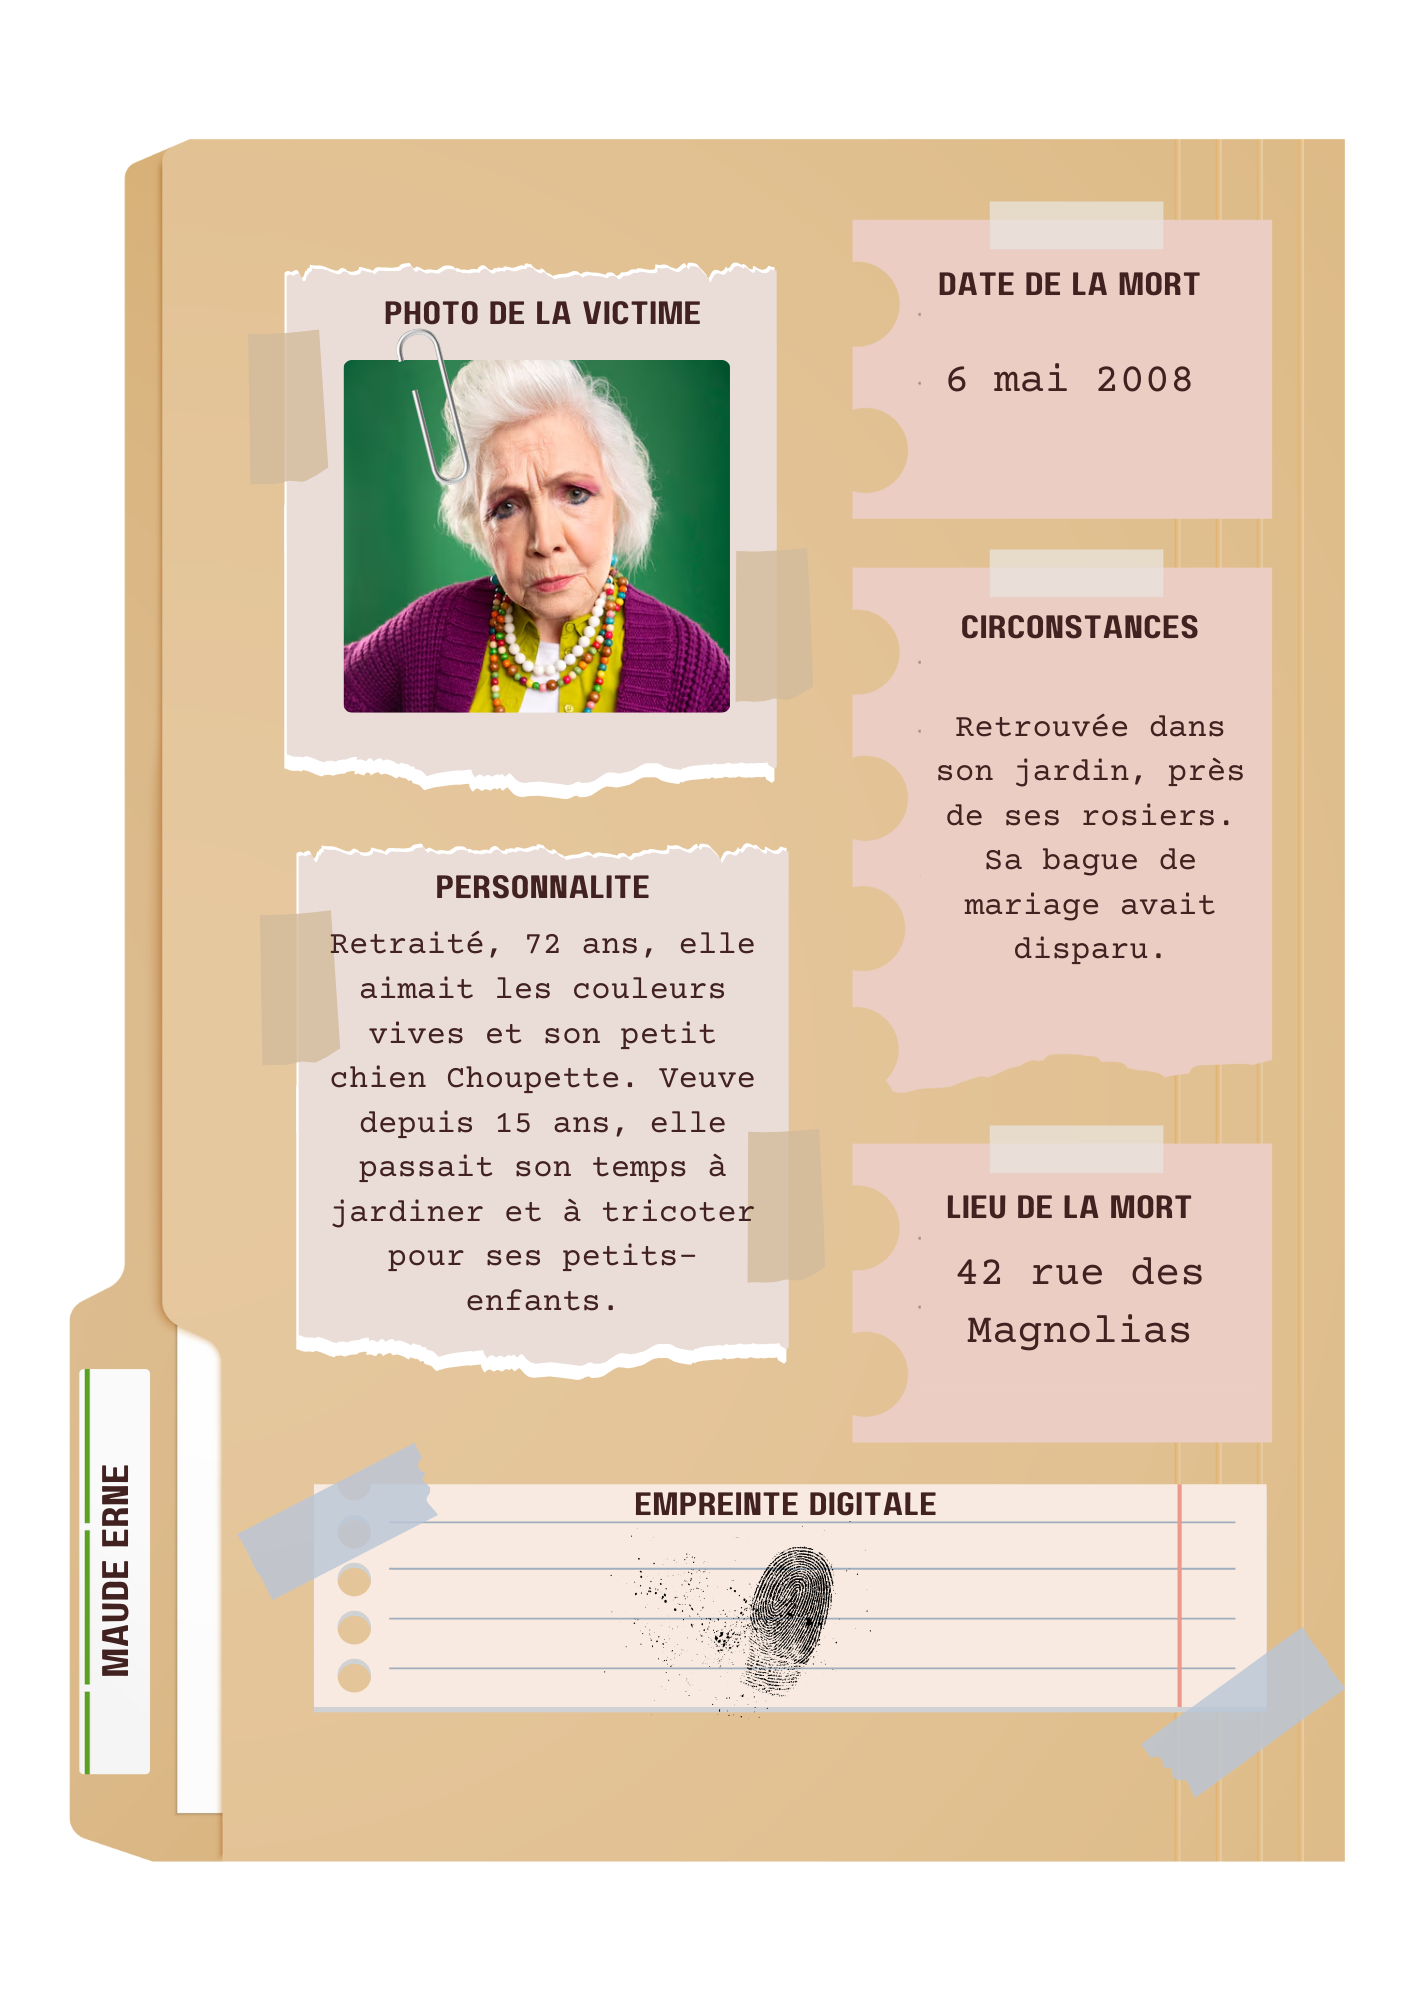 PHOTO DE LA VICTIME
PERSONNALITE
Retraité, 72 ans, elle
aimait les couleurs
vives et son petit
chien Choupette. Veuve
depuis 15 ans, elle
passait son temps à
jardiner et à tricoter
pour ses petits-
enfants.
DATE DE LA MORT
6 mai 2008
CIRCONSTANCES
Retrouvée dans
son jardin, près
de ses rosiers.
Sa bague de
mariage avait
disparu.
LIEU DE LA MORT
42 rue des
Magnolias
EMPREINTE DIGITALE
MAUDE ERNE